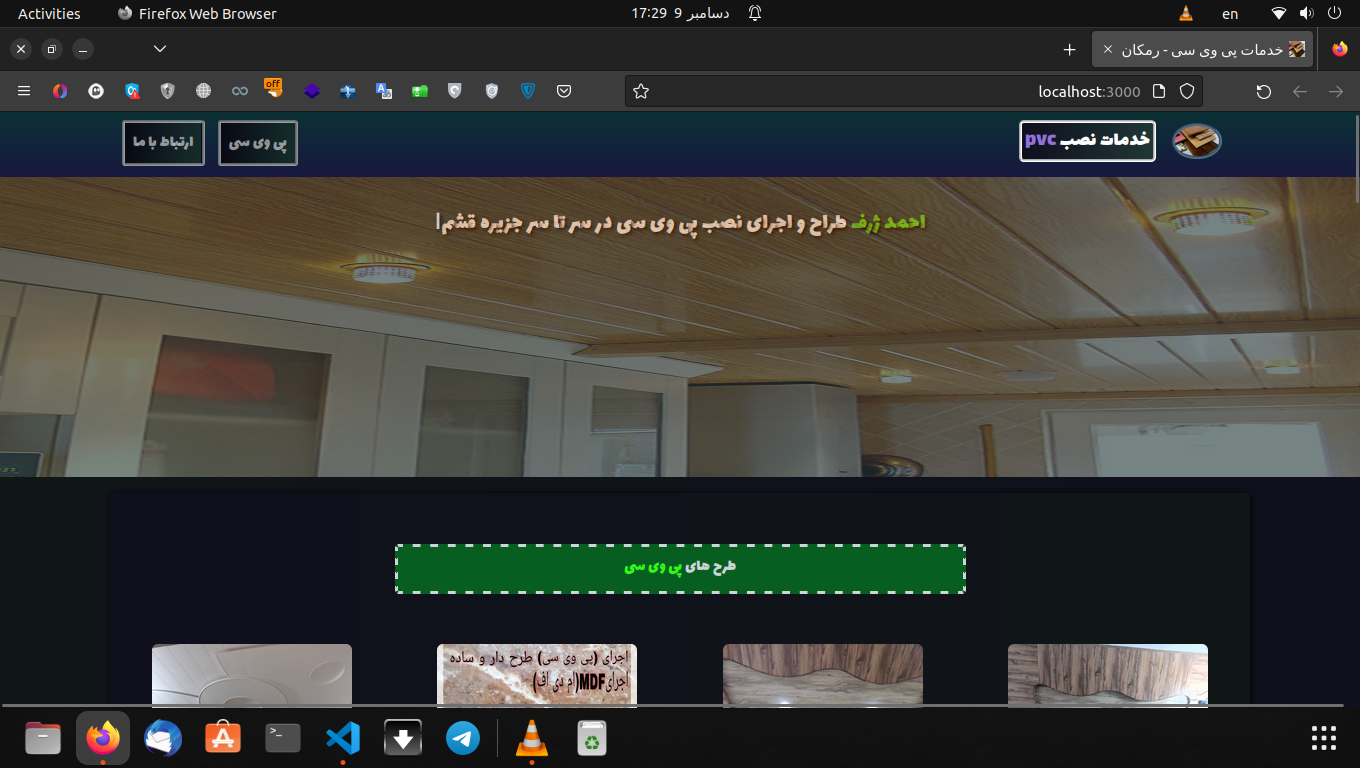 Activities
Firefox Web Browser
17:29 9 دسامبر
en
خدمات پی وی سی - رمکان
off
localhost:3000
خدمات نصب pvc
پی وی سی
ارتباط با ما
احمد ژرف طراح و اجرای نصب پی وی سی در سر تا سر جزیره قشم|
طرح های پی وی سی
اجرای (پی وی سی) طرح دار و ساده
اجرایMDF(ام دی اف)